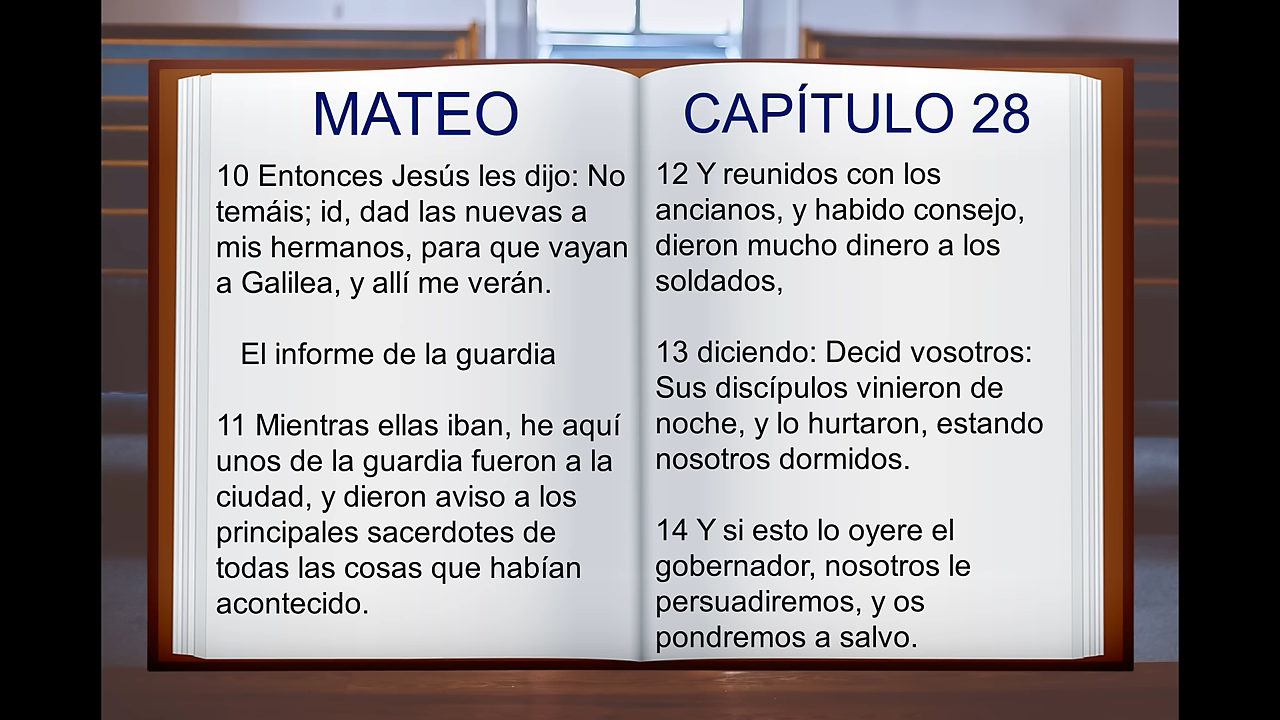 MATEO
10 Entonces Jesús les dijo: No
temáis; id, dad las nuevas a
mis hermanos, para que vayan
a Galilea, y allí me verán.
El informe de la guardia
11 Mientras ellas iban, he aquí
unos de la guardia fueron a la
ciudad, y dieron aviso a los
principales sacerdotes de
todas las cosas que habían
acontecido.
CAPÍTULO 28
12 Y reunidos con los
ancianos, y habido consejo,
dieron mucho dinero a los
soldados,
13 diciendo: Decid vosotros:
Sus discípulos vinieron de
noche, y lo hurtaron, estando
nosotros dormidos.
14 Y si esto lo oyere el
gobernador, nosotros le
persuadiremos, y os
pondremos a salvo.